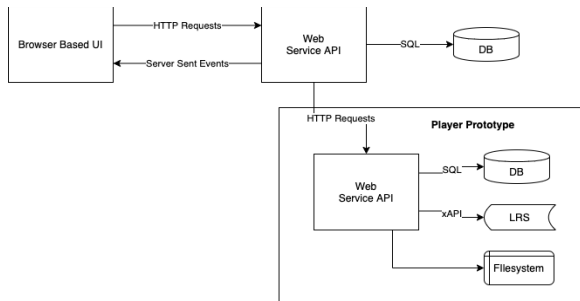 HTTP Requests
Browser Based UI
Web
Service API
SQL
DB
Server Sent Events
HTTP Requests
Player Prototype
Web
Service API
SQL
DB
xAPI
LRS
FIlesystem